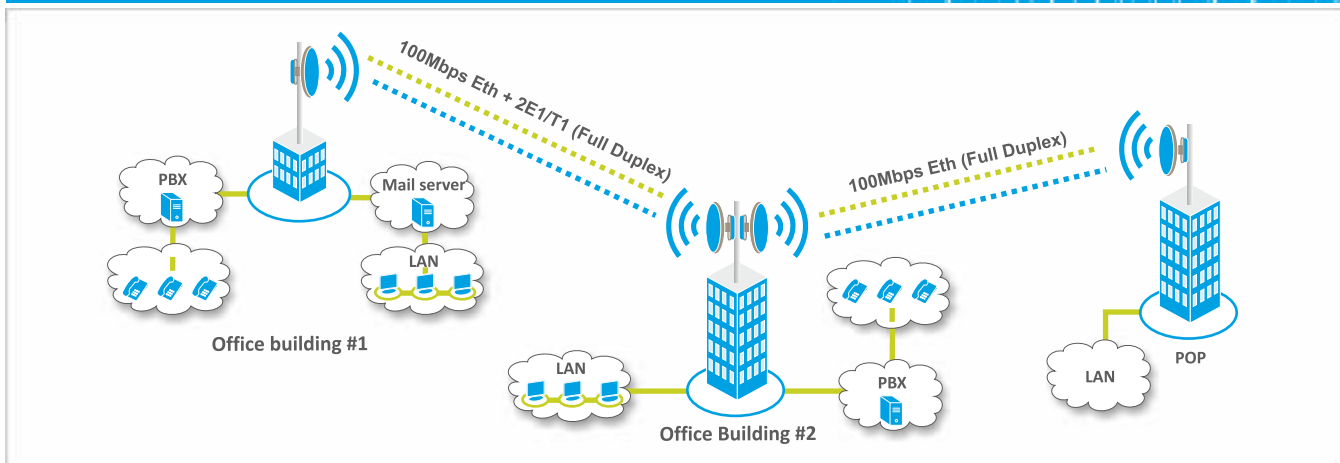 100Mbps Eth + 2E1/T1 (Full Duplex)
PBX
Mail server
LAN
Office building #1
100Mbps Eth (Full Duplex)
LAN
PBX
Office Building #2
POP
LAN